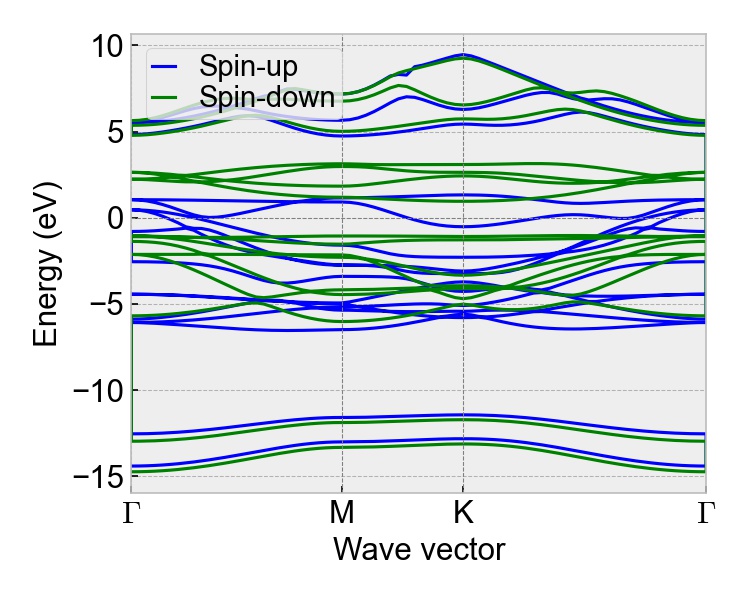 10
5
0
−5
−10
−15
Energy (eV)
Spin-up
Spin-down
Γ M K Γ
Wave vector